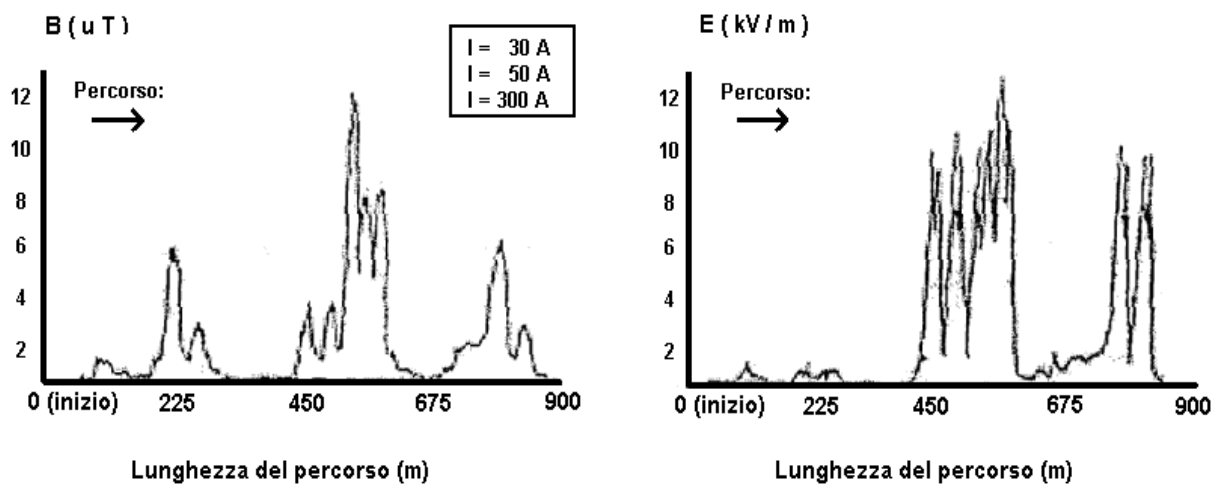 B ( u T )
I = 30 A
I = 50 A
I = 300 A
Percorso:
12
10
8
6
4
2
0 (inizio) 225 450 675 900
Lunghezza del percorso (m)
E ( kV / m )
Percorso:
12
10
8
6
4
2
0 (inizio) 225 450 675 900
Lunghezza del percorso (m)